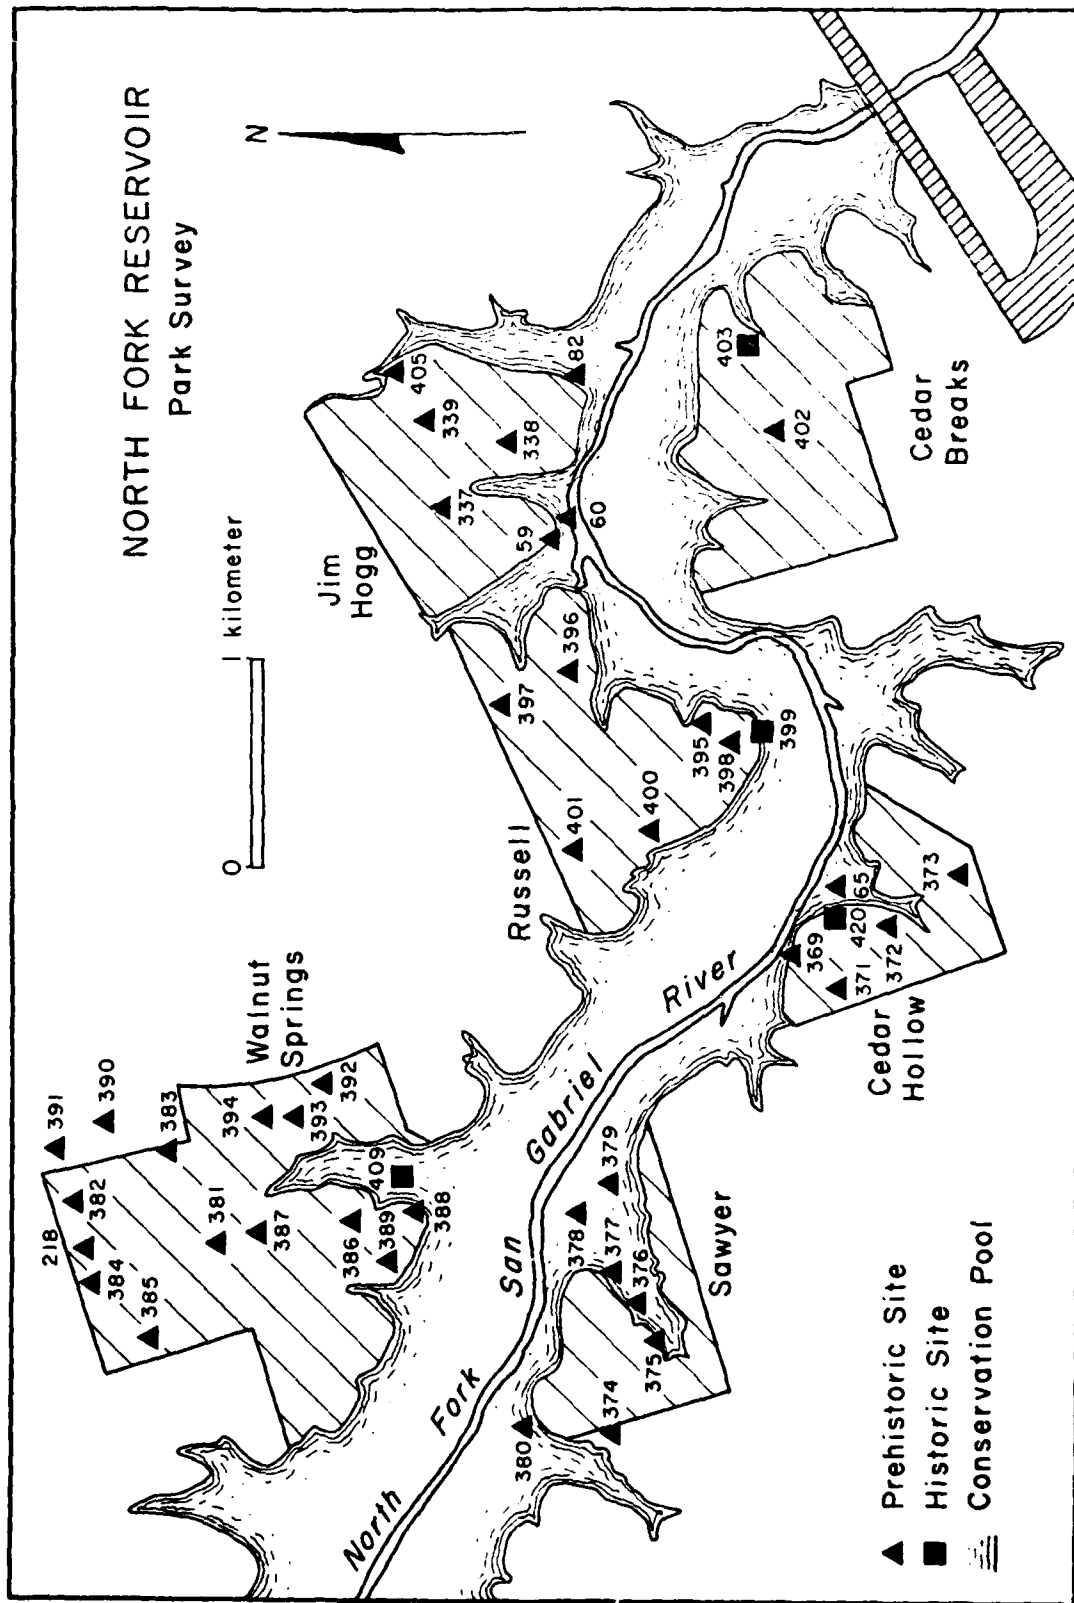 NORTH FORK RESERVOIR
Park Survey
N
0
1 kilometer
Walnut
Springs
Russell
Jim
Hogg
391
390
383
382
218
384
385
381
387
394
393
392
386
389
409
388
401
400
397
396
395
398
399
337
339
405
338
82
59
60
403
402
Cedar
Breaks
North Fork San Gabriel River
380
374
375
376
377
378
379
Sawyer
369
371
372
420
65
373
Cedar
Hollow
Prehistoric Site
Historic Site
Conservation Pool